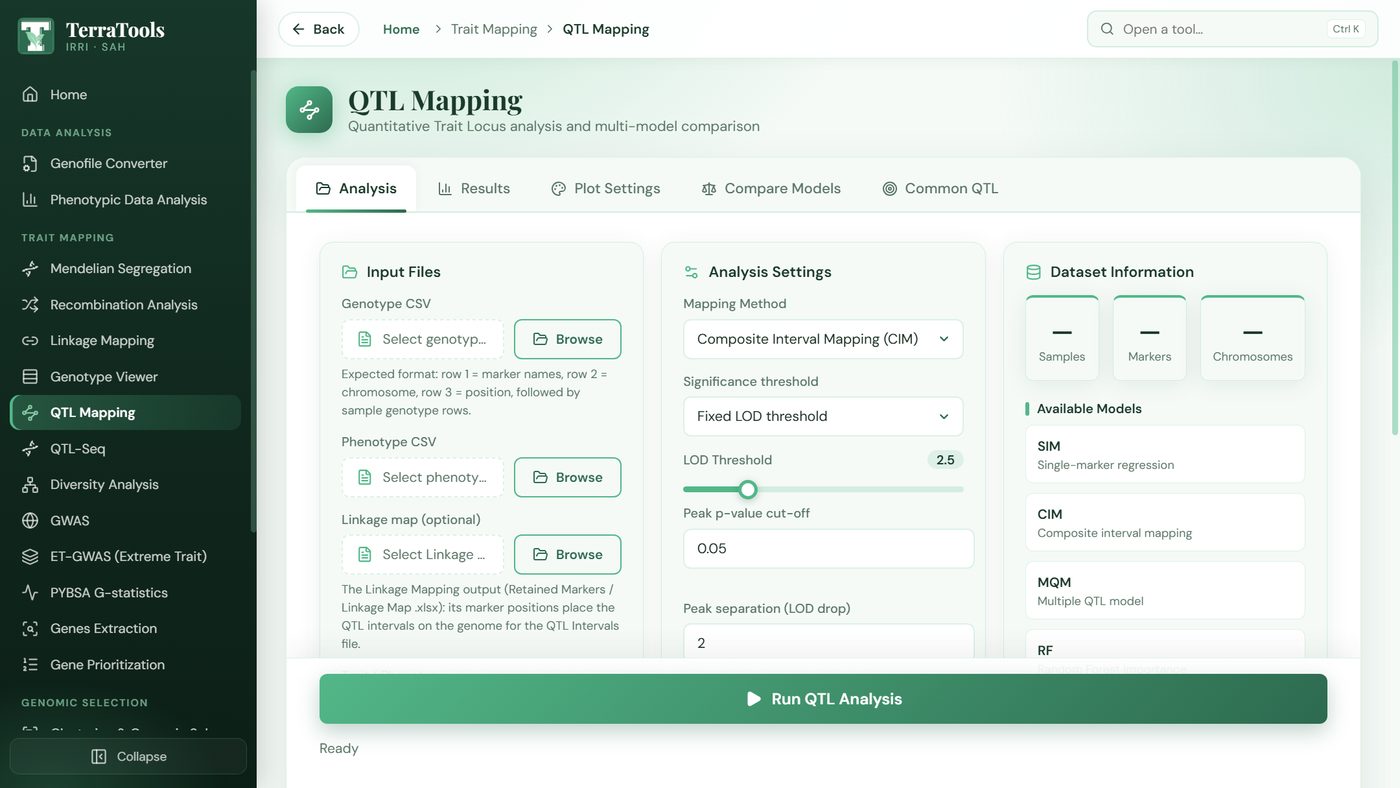 TerraTools
IRRI · SAH
Home
DATA ANALYSIS
Genofile Converter
Phenotypic Data Analysis
TRAIT MAPPING
Mendelian Segregation
Recombination Analysis
Linkage Mapping
Genotype Viewer
QTL Mapping
QTL-Seq
Diversity Analysis
GWAS
ET-GWAS (Extreme Trait)
PYBSA G-statistics
Genes Extraction
Gene Prioritization
GENOMIC SELECTION
Collapse
Back
Home > Trait Mapping > QTL Mapping
Open a tool...
Ctrl K
QTL Mapping
Quantitative Trait Locus analysis and multi-model comparison
Analysis
Results
Plot Settings
Compare Models
Common QTL
Input Files
Genotype CSV
Select genotyp...
Browse
Expected format: row 1 = marker names, row 2 =
chromosome, row 3 = position, followed by
sample genotype rows.
Phenotype CSV
Select phenoty...
Browse
Linkage map (optional)
Select Linkage ...
Browse
The Linkage Mapping output (Retained Markers /
Linkage Map .xlsx): its marker positions place the
QTL intervals on the genome for the QTL Intervals
file.
Analysis Settings
Mapping Method
Composite Interval Mapping (CIM)
Significance threshold
Fixed LOD threshold
LOD Threshold
2.5
Peak p-value cut-off
0.05
Peak separation (LOD drop)
2
Dataset Information
—
Samples
—
Markers
—
Chromosomes
Available Models
SIM
Single-marker regression
CIM
Composite interval mapping
MQM
Multiple QTL model
RF
Random Forest importance
Run QTL Analysis
Ready